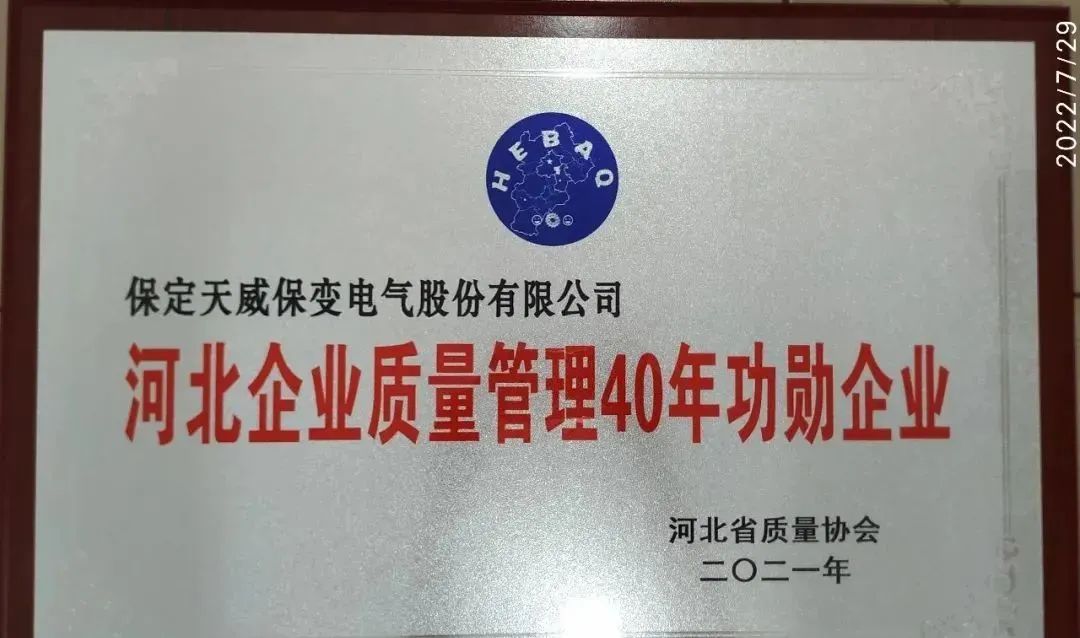 2022/7/29
HEBAQ
保定天威保变电气股份有限公司
河北企业质量管理40年功勋企业
河北省质量协会
二〇二一年